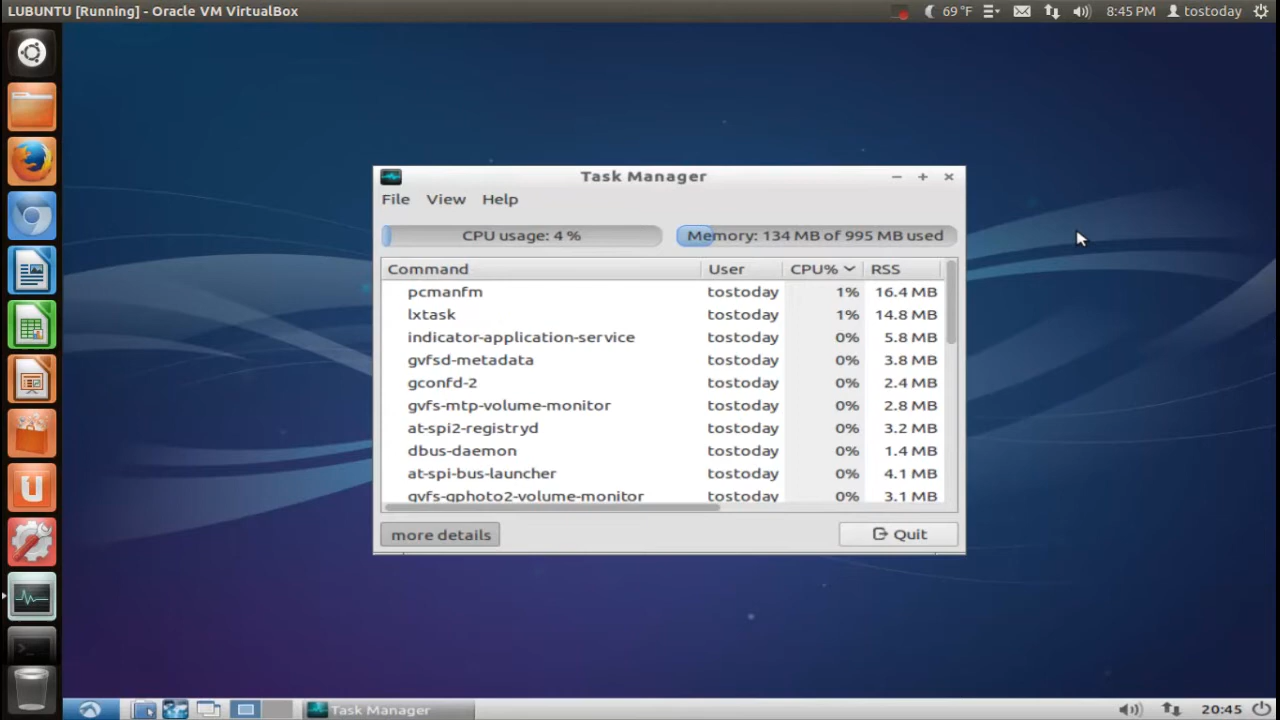 LUBUNTU [Running] - Oracle VM VirtualBox
69 °F
8:45 PM
tostoday
Task Manager
File View Help
CPU usage: 4 %
Memory: 134 MB of 995 MB used
Command User CPU% RSS
pcmanfm tostoday 1% 16.4 MB
lxtask tostoday 1% 14.8 MB
indicator-application-service tostoday 0% 5.8 MB
gvfsd-metadata tostoday 0% 3.8 MB
gconfd-2 tostoday 0% 2.4 MB
gvfs-mtp-volume-monitor tostoday 0% 2.8 MB
at-spi2-registryd tostoday 0% 3.2 MB
dbus-daemon tostoday 0% 1.4 MB
at-spi-bus-launcher tostoday 0% 4.1 MB
gvfs-gphoto2-volume-monitor tostoday 0% 3.1 MB
more details
Quit
Task Manager
20:45